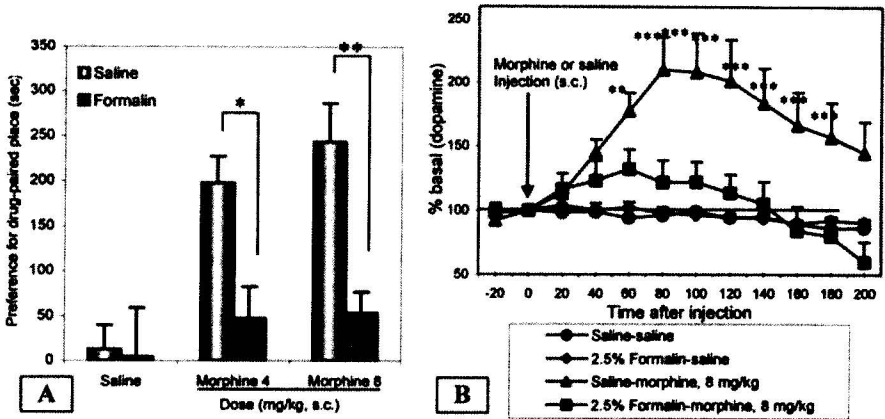 350
300
250
200
150
100
50
0
Preference for drug-paired place (sec)
Saline
Formalin
*
**
Saline
Morphine 4
Morphine 8
Dose (mg/kg, s.c.)
A
260
200
150
100
50
% basal (dopamine)
Morphine or saline
Injection (s.c.)
** *** *** *** *** *** *** ***
-20 0 20 40 60 80 100 120 140 160 180 200
Time after injection
Saline-saline
2.5% Formalin-saline
Saline-morphine, 8 mg/kg
2.5% Formalin-morphine, 8 mg/kg
B